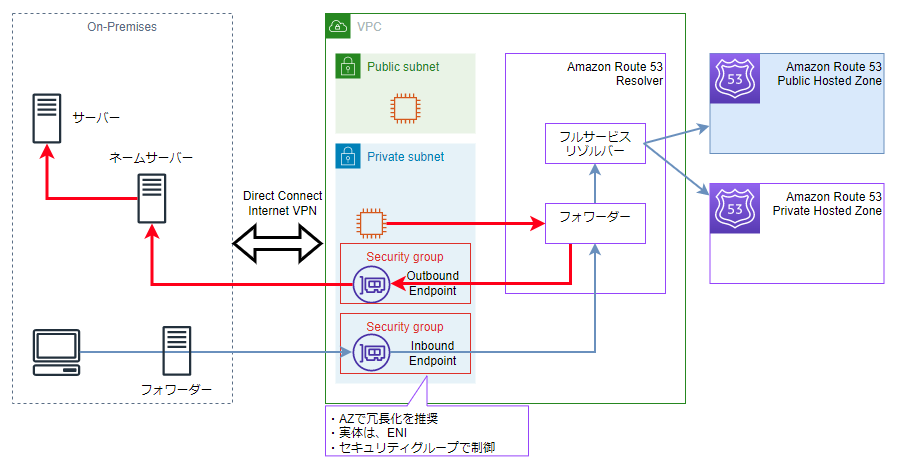 On-Premises
サーバー
ネームサーバー
フォワーダー
Direct Connect
Internet VPN
VPC
Public subnet
Private subnet
Security group
Outbound
Endpoint
Security group
Inbound
Endpoint
・AZで冗長化を推奨
・実体は、ENI
・セキュリティグループで制御
Amazon Route 53
Resolver
フルサービス
リゾルバー
フォワーダー
53
Amazon Route 53
Public Hosted Zone
53
Amazon Route 53
Private Hosted Zone